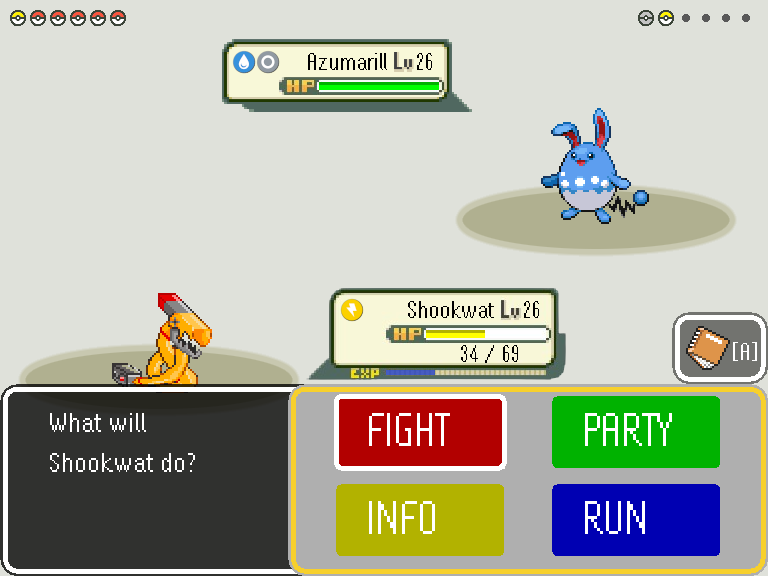 Azumarill Lv26
HP
Shookwat Lv26
HP
34 / 69
EXP
[A]
What will
Shookwat do?
FIGHT
PARTY
INFO
RUN